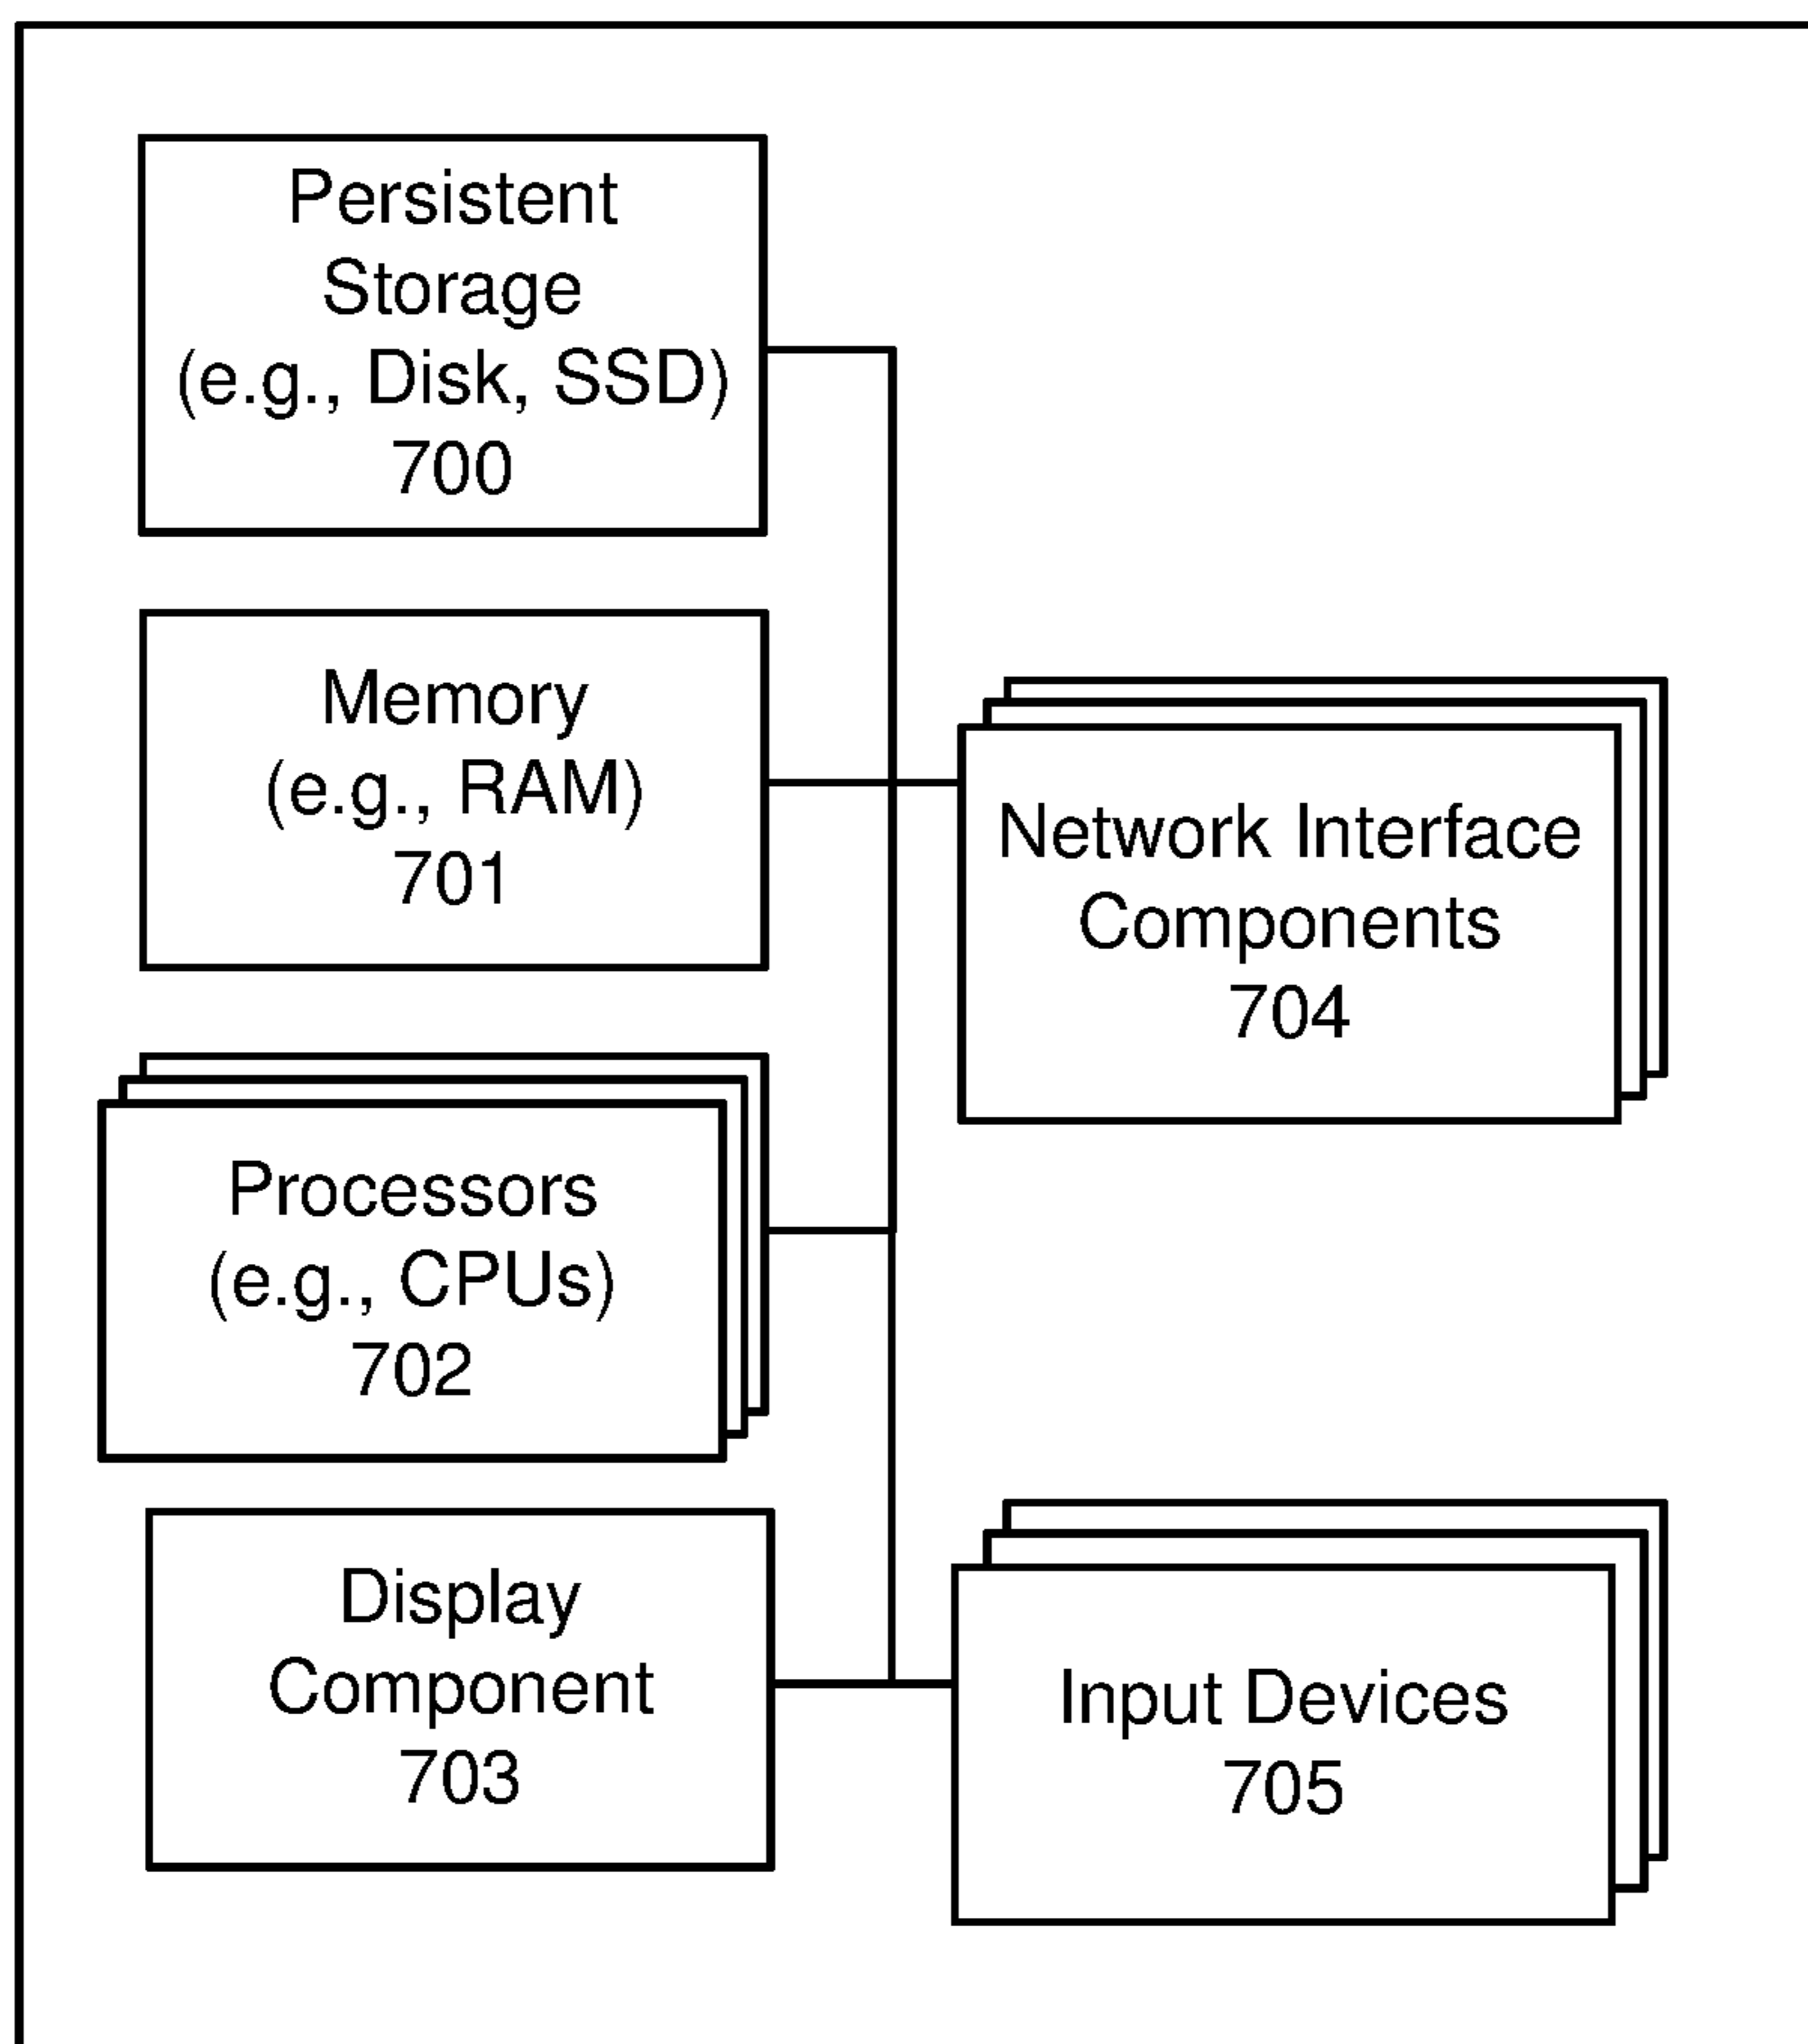 Persistent
Storage
(e.g., Disk, SSD)
700
Memory
(e.g., RAM)
701
Processors
(e.g., CPUs)
702
Display
Component
703
Network Interface
Components
704
Input Devices
705